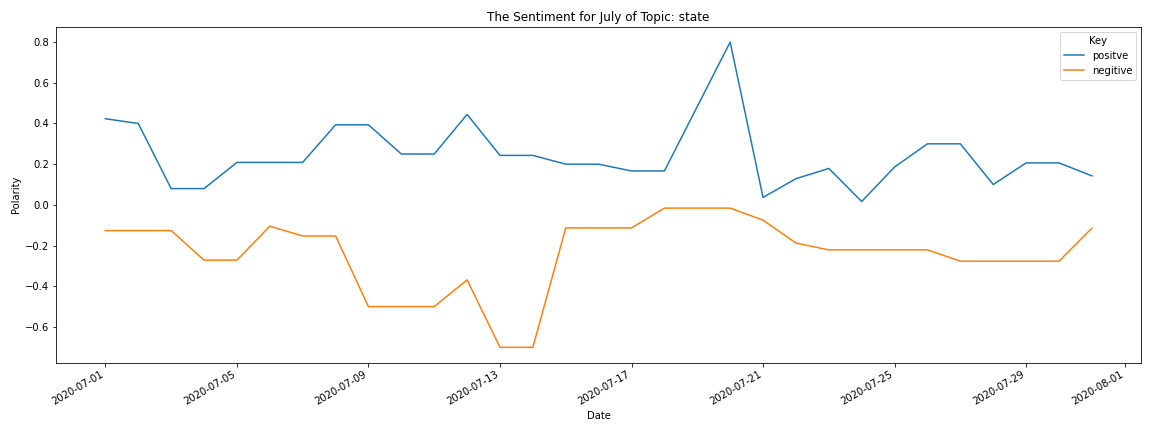 The Sentiment for July of Topic: state
Key
positve
negitive
Polarity
0.8
0.6
0.4
0.2
0.0
−0.2
−0.4
−0.6
2020-07-01
2020-07-05
2020-07-09
2020-07-13
2020-07-17
2020-07-21
2020-07-25
2020-07-29
2020-08-01
Date